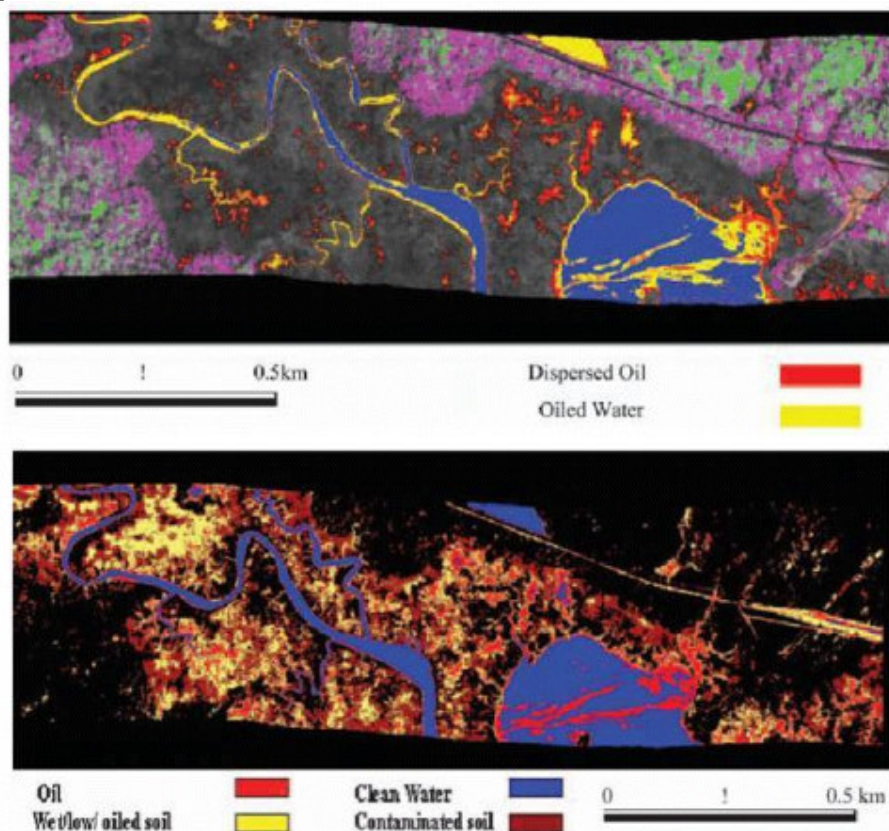 0 ! 0.5km
Dispersed Oil
Oiled Water
Oil Clean Water 0 ! 0.5 km
Wet/low/ oiled soil Contaminated soil